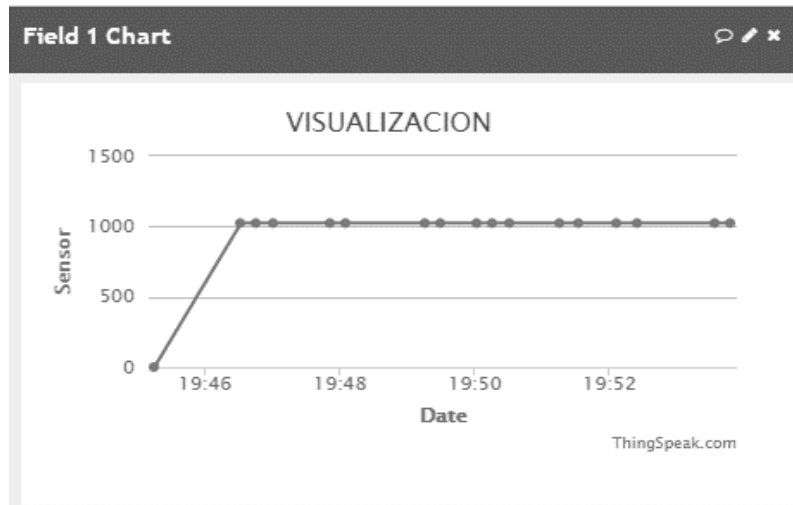 Field 1 Chart
VISUALIZACION
1500
1000
500
0
Sensor
19:46 19:48 19:50 19:52
Date
ThingSpeak.com